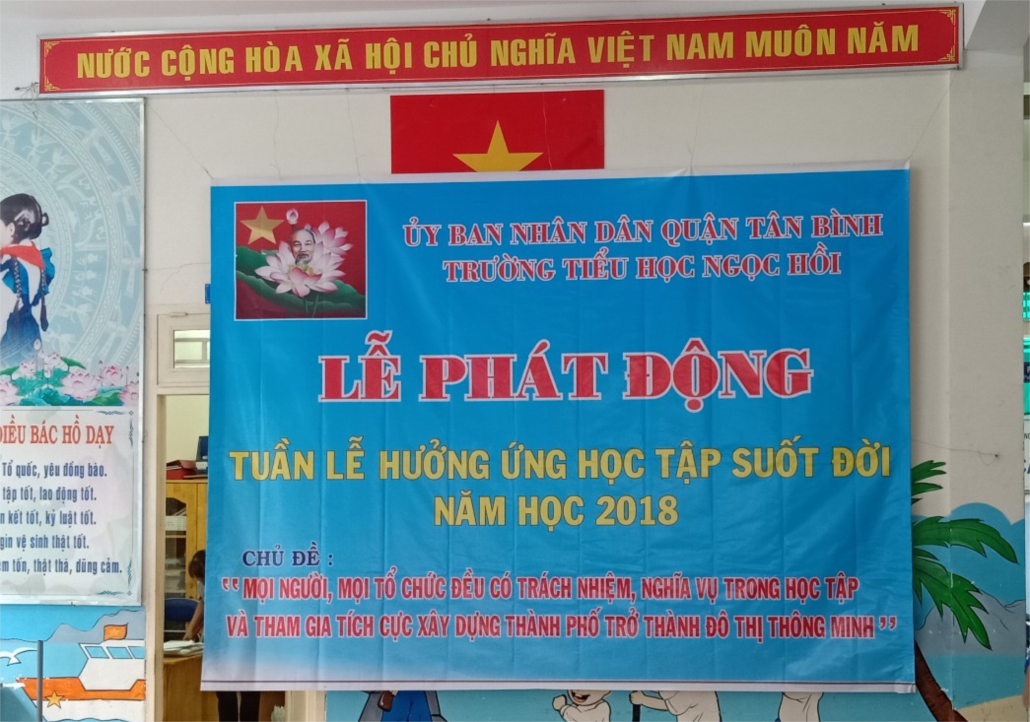 NƯỚC CỘNG HÒA XÃ HỘI CHỦ NGHĨA VIỆT NAM MUÔN NĂM
ỦY BAN NHÂN DÂN QUẬN TÂN BÌNH
TRƯỜNG TIỂU HỌC NGỌC HỒI
LỄ PHÁT ĐỘNG
TUẦN LỄ HƯỞNG ỨNG HỌC TẬP SUỐT ĐỜI
NĂM HỌC 2018
CHỦ ĐỀ :
“ MỌI NGƯỜI, MỌI TỔ CHỨC ĐỀU CÓ TRÁCH NHIỆM, NGHĨA VỤ TRONG HỌC TẬP
VÀ THAM GIA TÍCH CỰC XÂY DỰNG THÀNH PHỐ TRỞ THÀNH ĐÔ THỊ THÔNG MINH ”
ĐIỀU BÁC HỒ DẠY
Tổ quốc, yêu đồng bào.
tập tốt, lao động tốt.
kết tốt, kỷ luật tốt.
gìn vệ sinh thật tốt.
tốn, thật thà, dũng cảm.